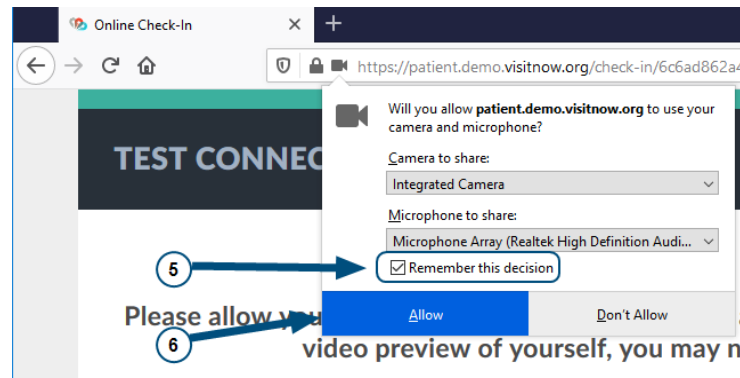 Online Check-In
https://patient.demo.visitnow.org/check-in/6c6ad862a4
TEST CONNEC
Will you allow patient.demo.visitnow.org to use your
camera and microphone?
Camera to share:
Integrated Camera
Microphone to share:
Microphone Array (Realtek High Definition Audi...
5
Remember this decision
Allow
Don't Allow
Please allow you
6
video preview of yourself, you may n